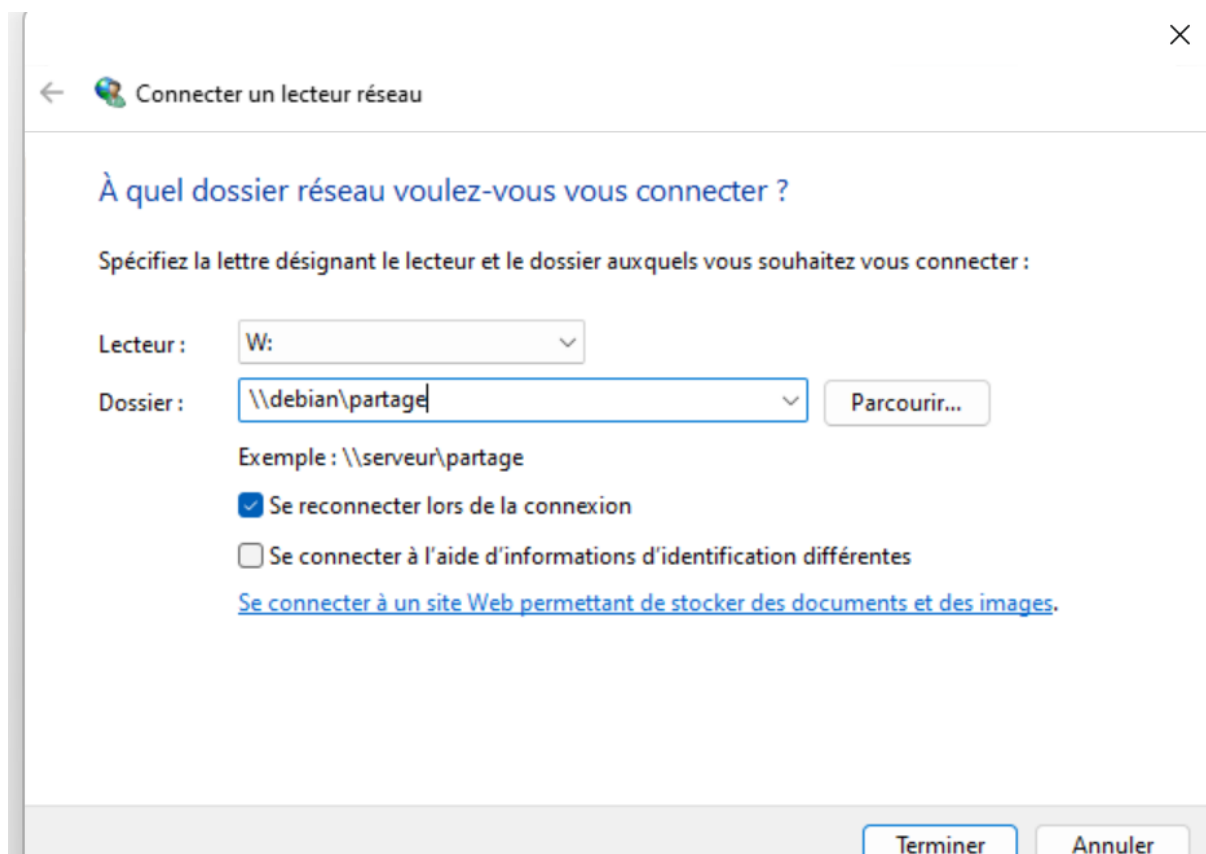 Connecter un lecteur réseau
À quel dossier réseau voulez-vous vous connecter ?
Spécifiez la lettre désignant le lecteur et le dossier auxquels vous souhaitez vous connecter :
Lecteur : W:
Dossier : \\debian\partage Parcourir...
Exemple : \\serveur\partage
Se reconnecter lors de la connexion
Se connecter à l'aide d'informations d'identification différentes
Se connecter à un site Web permettant de stocker des documents et des images.
Terminer Annuler